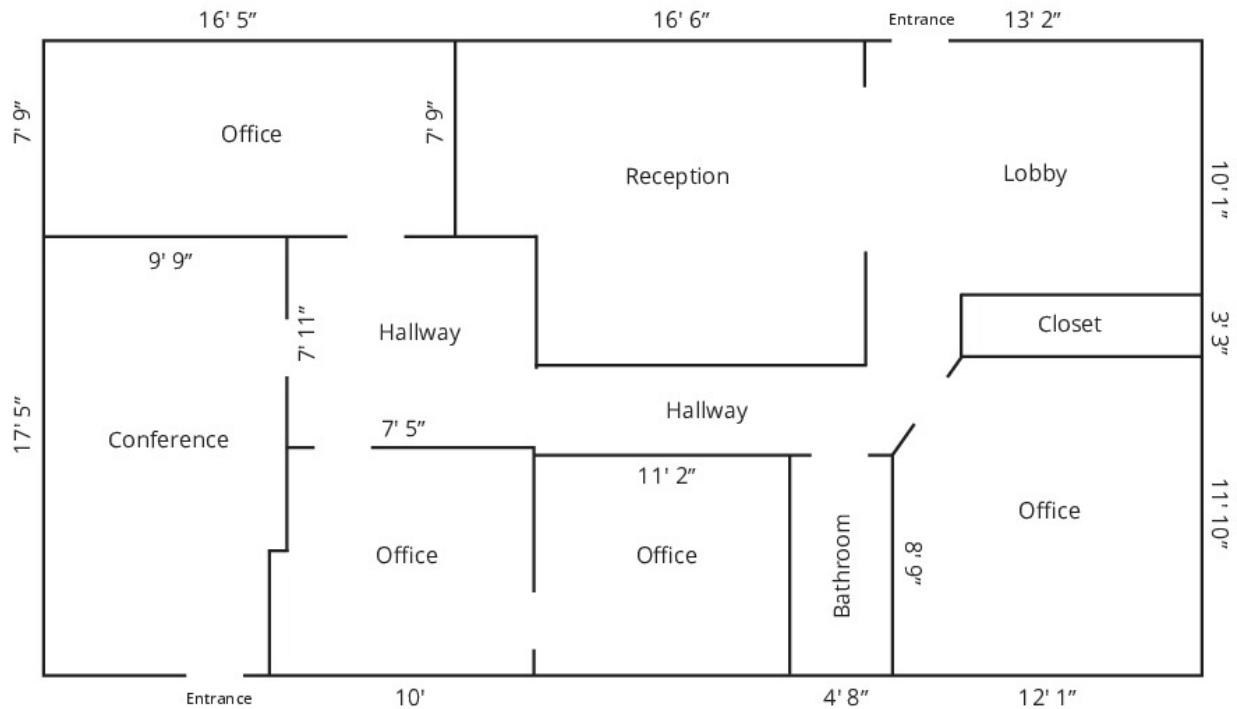 16' 5”
16' 6”
Entrance
13' 2”
7' 9”
7' 9”
Office
Reception
Lobby
10' 1”
9' 9”
7' 11”
Hallway
Closet
3' 3”
17' 5”
Conference
7' 5”
Hallway
11' 2”
Office
Office
Bathroom
8' 9”
Office
11' 10”
Entrance
10'
4' 8”
12' 1”